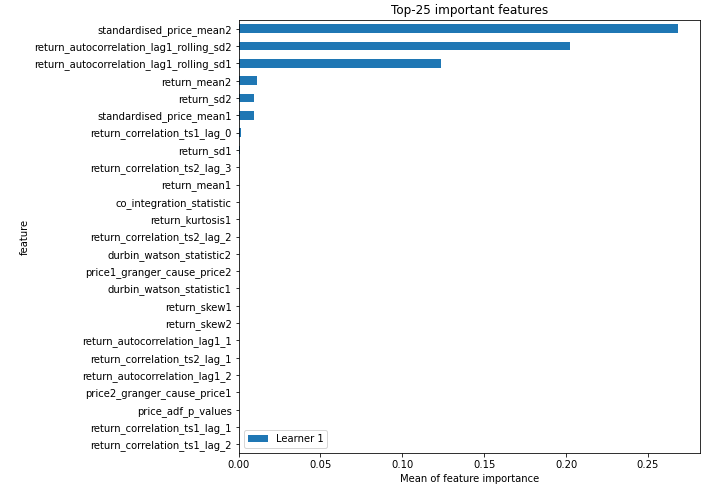 Top-25 important features
standardised_price_mean2
return_autocorrelation_lag1_rolling_sd2
return_autocorrelation_lag1_rolling_sd1
return_mean2
return_sd2
standardised_price_mean1
return_correlation_ts1_lag_0
return_sd1
return_correlation_ts2_lag_3
return_mean1
co_integration_statistic
return_kurtosis1
return_correlation_ts2_lag_2
durbin_watson_statistic2
price1_granger_cause_price2
durbin_watson_statistic1
return_skew1
return_skew2
return_autocorrelation_lag1_1
return_correlation_ts2_lag_1
return_autocorrelation_lag1_2
price2_granger_cause_price1
price_adf_p_values
return_correlation_ts1_lag_1
return_correlation_ts1_lag_2
feature
Learner 1
0.00 0.05 0.10 0.15 0.20 0.25
Mean of feature importance